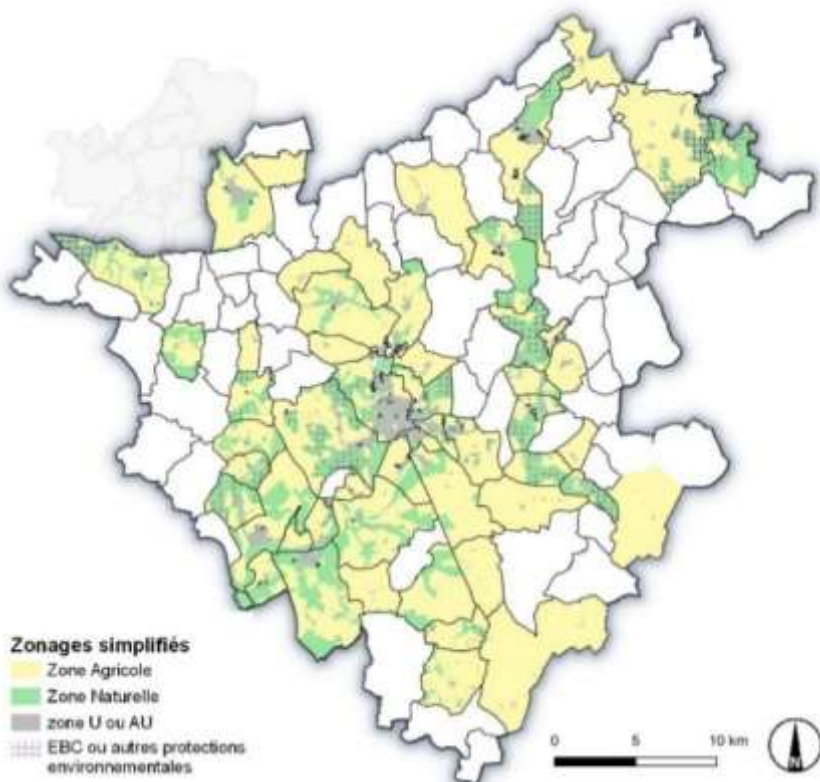 Zonages simplifiés
Zone Agricole
Zone Naturelle
zone U ou AU
EBC ou autres protections
environnementales
0 5 10 km
N